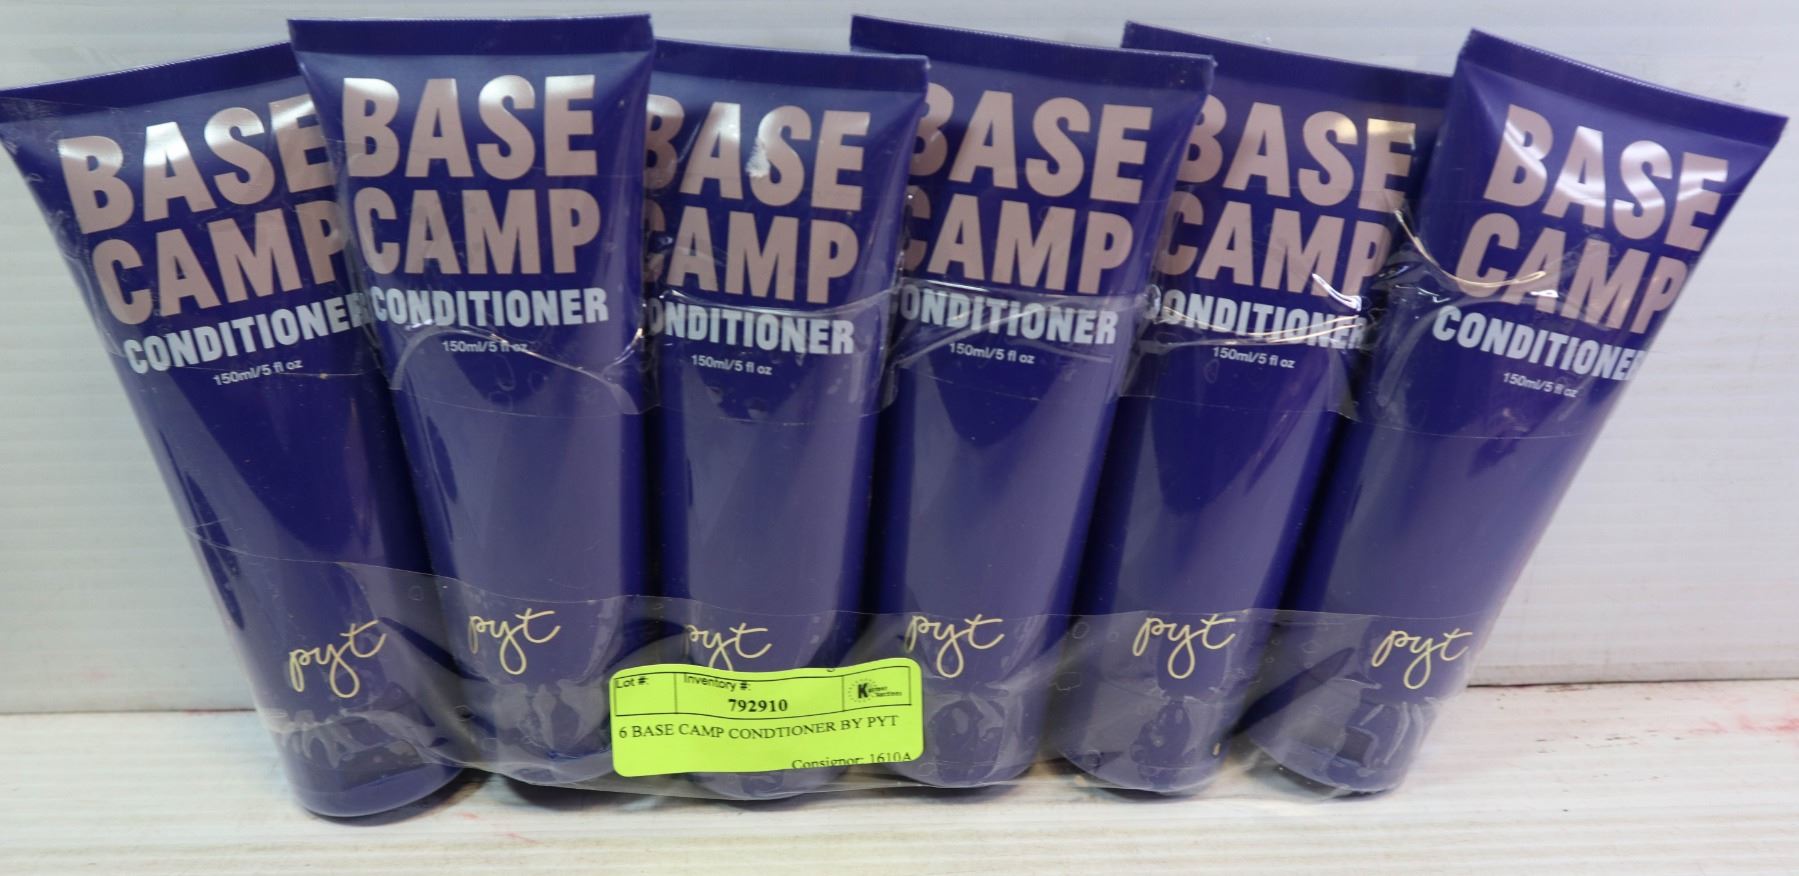 BASE
CAMP
CONDITIONER
150ml/5 fl oz
pyt
BASE
CAMP
CONDITIONER
150ml/5 fl oz
pyt
BASE
CAMP
CONDITIONER
150ml/5 fl oz
pyt
BASE
CAMP
CONDITIONER
150ml/5 fl oz
pyt
BASE
CAMP
CONDITIONER
150ml/5 fl oz
pyt
BASE
CAMP
CONDITIONER
150ml/5 fl oz
pyt
Lot #: Inventory #:
792910
6 BASE CAMP CONDTIONER BY PYT
Consignor: 1610A